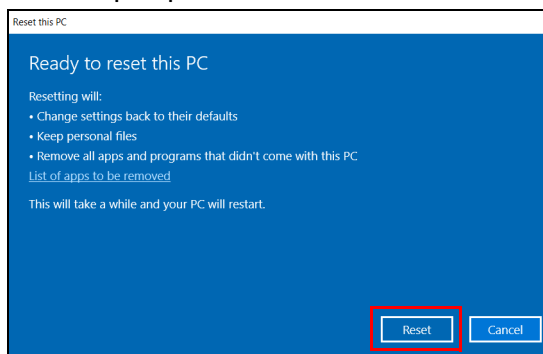 Reset this PC
Ready to reset this PC
Resetting will:
• Change settings back to their defaults
• Keep personal files
• Remove all apps and programs that didn't come with this PC
List of apps to be removed
This will take a while and your PC will restart.
Reset Cancel